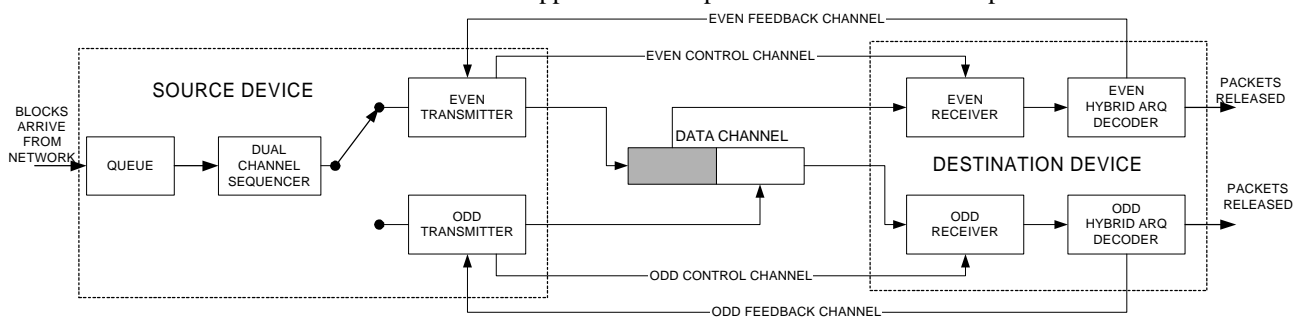 EVEN FEEDBACK CHANNEL
EVEN CONTROL CHANNEL
SOURCE DEVICE
BLOCKS
ARRIVE
FROM
NETWORK
QUEUE
DUAL
CHANNEL
SEQUENCER
EVEN
TRANSMITTER
ODD
TRANSMITTER
DATA CHANNEL
EVEN
RECEIVER
EVEN
HYBRID ARQ
DECODER
PACKETS
RELEASED
DESTINATION DEVICE
ODD
RECEIVER
ODD
HYBRID ARQ
DECODER
PACKETS
RELEASED
ODD CONTROL CHANNEL
ODD FEEDBACK CHANNEL